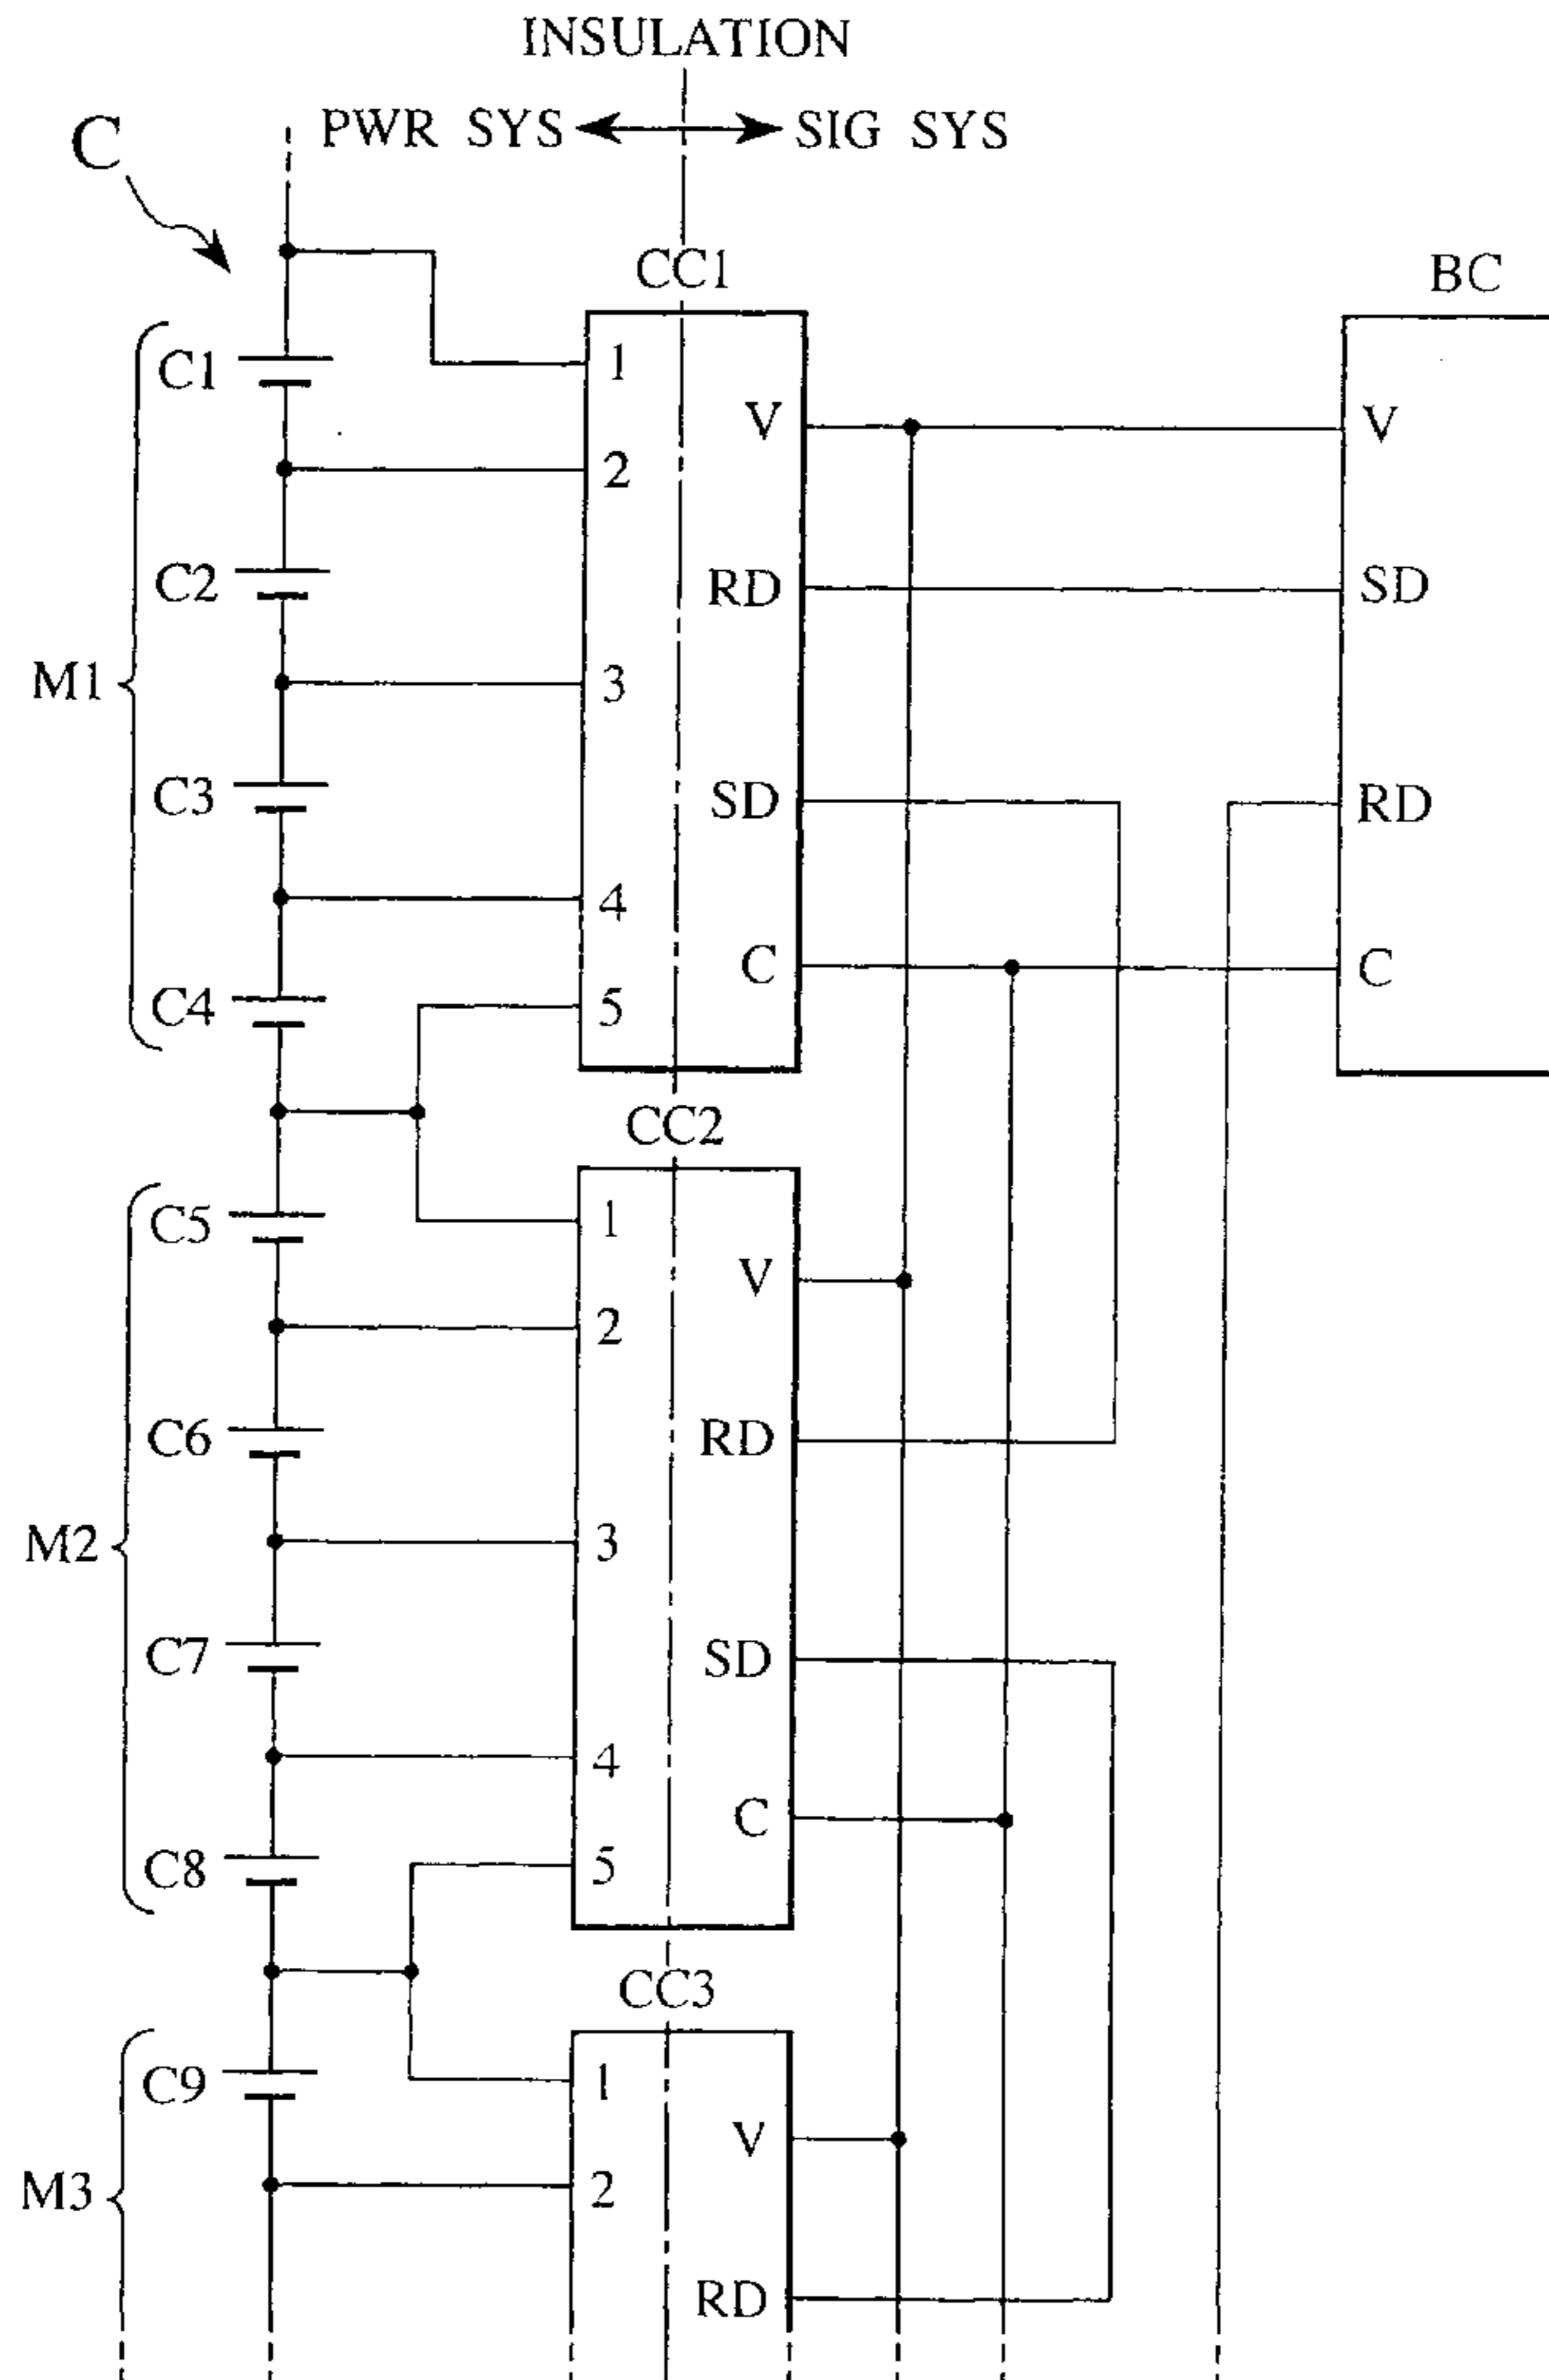 INSULATION
PWR SYS SIG SYS
C
CC1
BC
C1
1
V
V
2
C2
RD
SD
M1
3
C3
SD
RD
4
C
C
C4
5
CC2
C5
1
V
2
C6
RD
M2
3
C7
SD
4
C
C8
5
CC3
C9
1
V
M3
2
RD